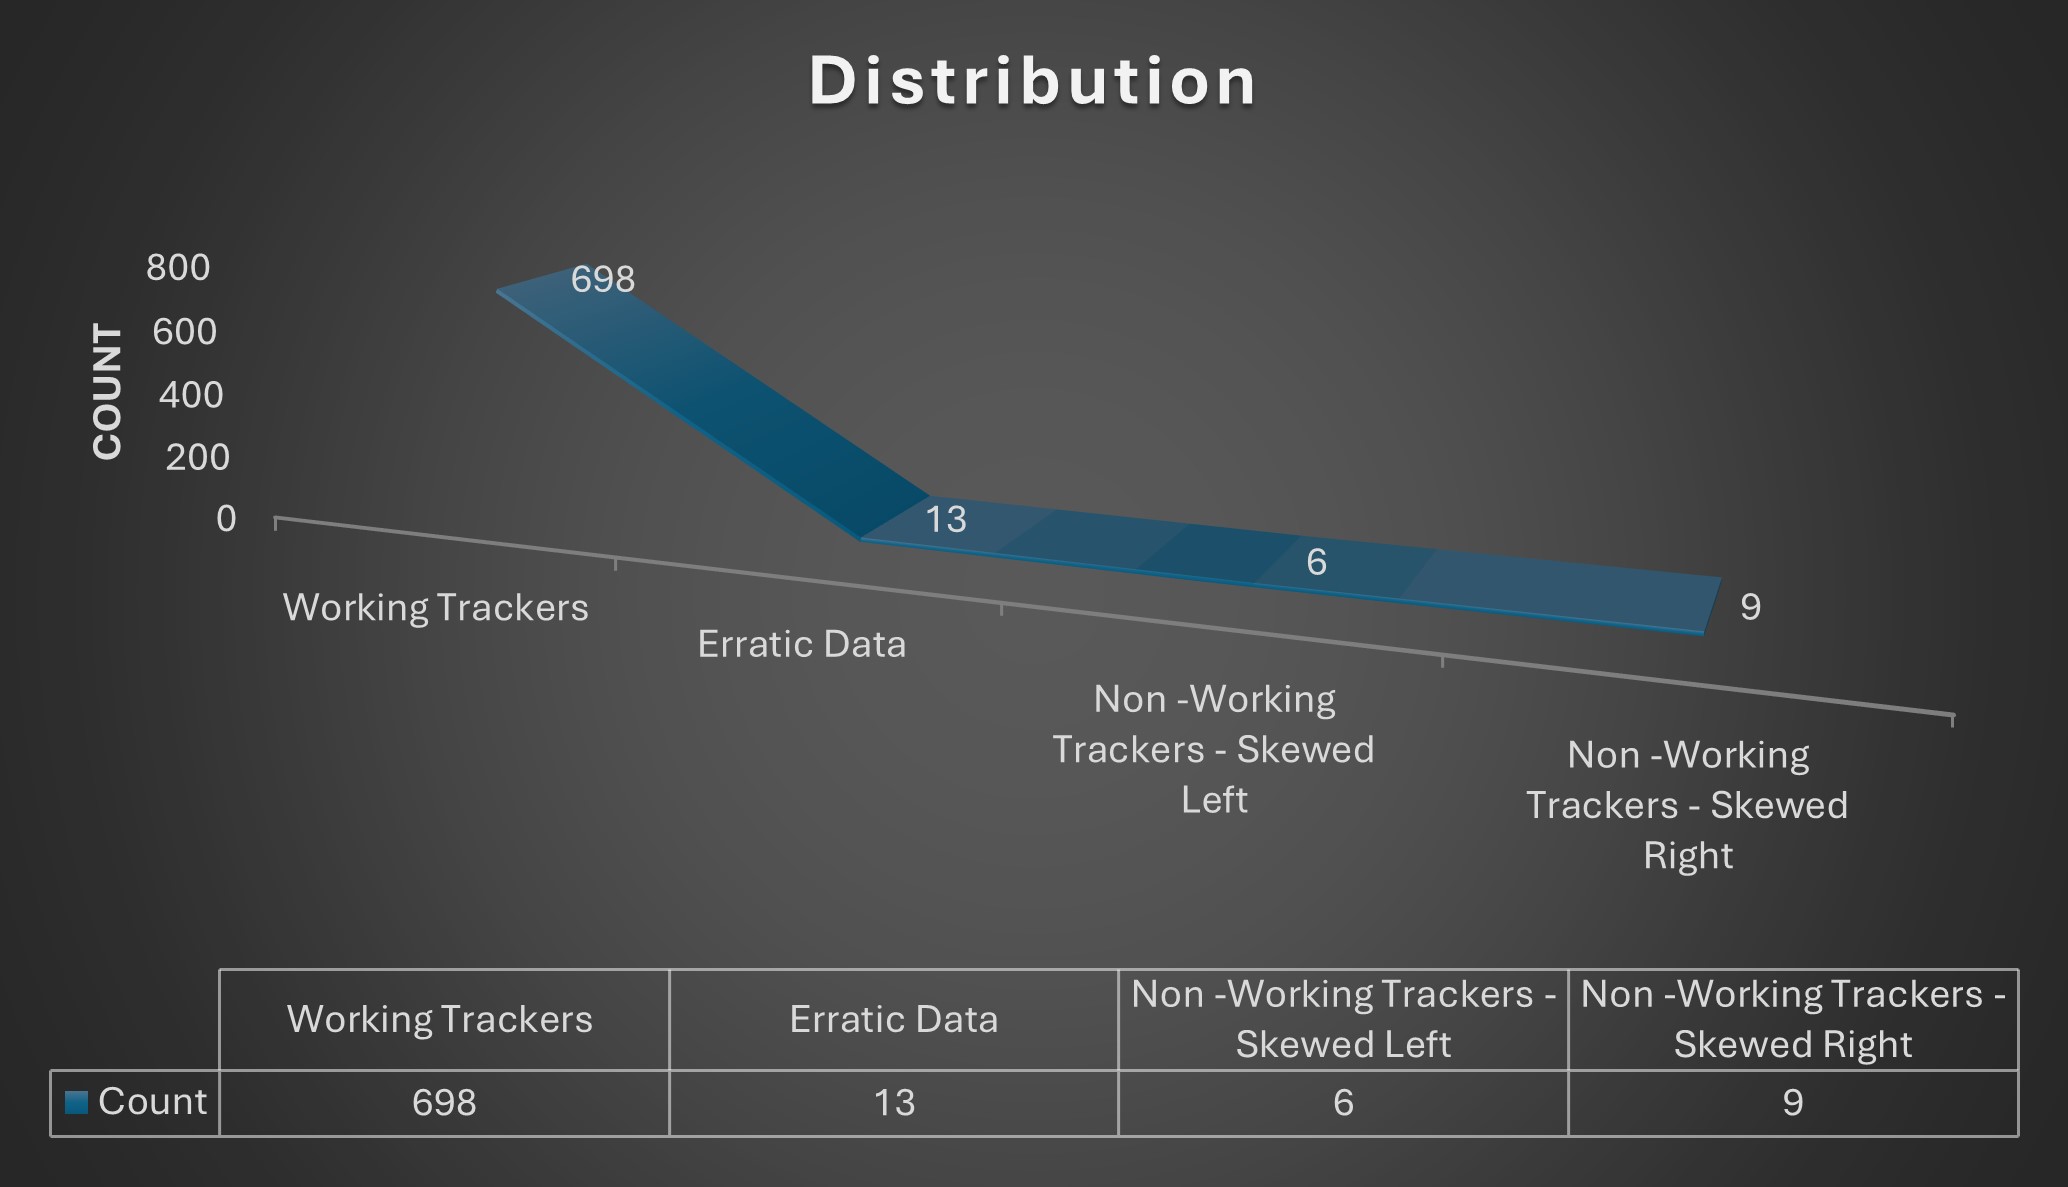 Distribution
COUNT
800
600
400
200
0
698
13
6
9
Working Trackers
Erratic Data
Non -Working
Trackers - Skewed
Left
Non -Working
Trackers - Skewed
Right
Working Trackers
Erratic Data
Non -Working Trackers -
Skewed Left
Non -Working Trackers -
Skewed Right
Count 698 13 6 9